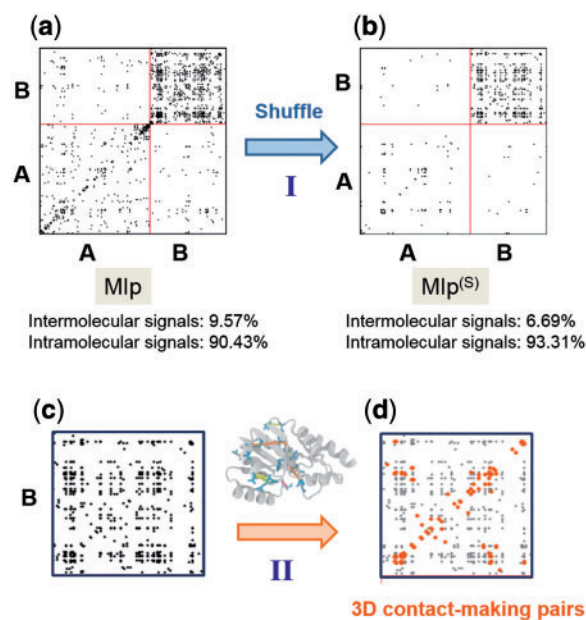 (a)
(b)
B
A
A
B
Shuffle
I
B
A
A
B
MIp
MIp(S)
Intermolecular signals: 9.57%
Intramolecular signals: 90.43%
Intermolecular signals: 6.69%
Intramolecular signals: 93.31%
(c)
(d)
B
II
3D contact-making pairs